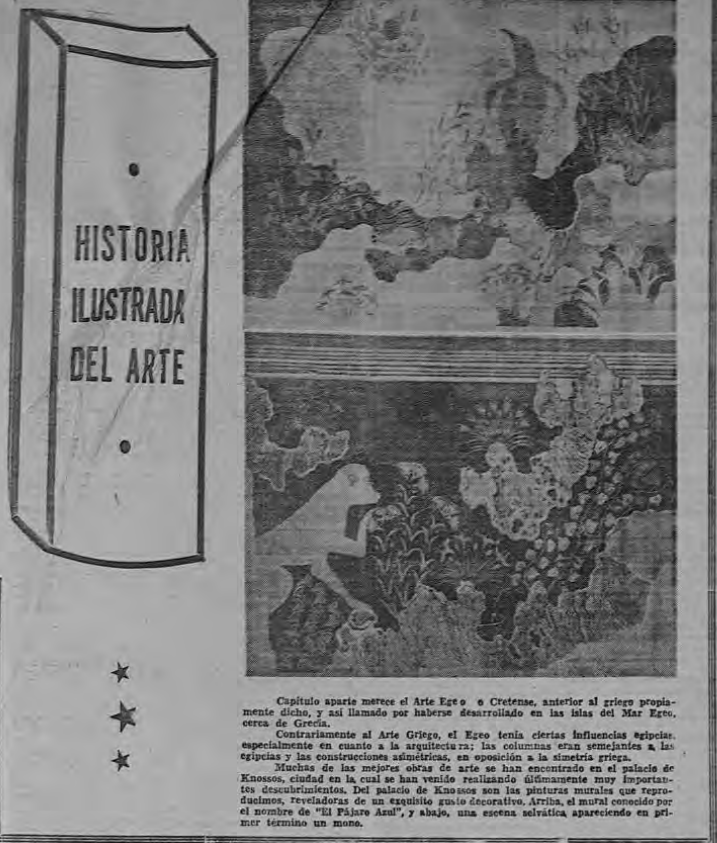 HISTORIA
ILUSTRADA
DEL ARTE
Capítulo aparte merece el Arte Egeo o Cretense, anterior al griego propia-
mente dicho, y así llamado por haberse desarrollado en las islas del Mar Egeo,
cerca de Grecia.
Contrariamente al Arte Griego, el Egeo tenía ciertas influencias egipcias,
especialmente en cuanto a la arquitectura; las columnas eran semejantes a las
egipcias y las construcciones asimétricas, en oposición a la simetría griega.
Muchas de las mejores obras de arte se han encontrado en el palacio de
Knossos, ciudad en la cual se han venido realizando últimamente muy importan-
tes descubrimientos. Del palacio de Knossos son las pinturas murales que repro-
ducimos, reveladoras de un exquisito gusto decorativo. Arriba, el mural conocido por
el nombre de "El Pájaro Azul", y abajo, una escena selvática apareciendo en pri-
mer término un mono.